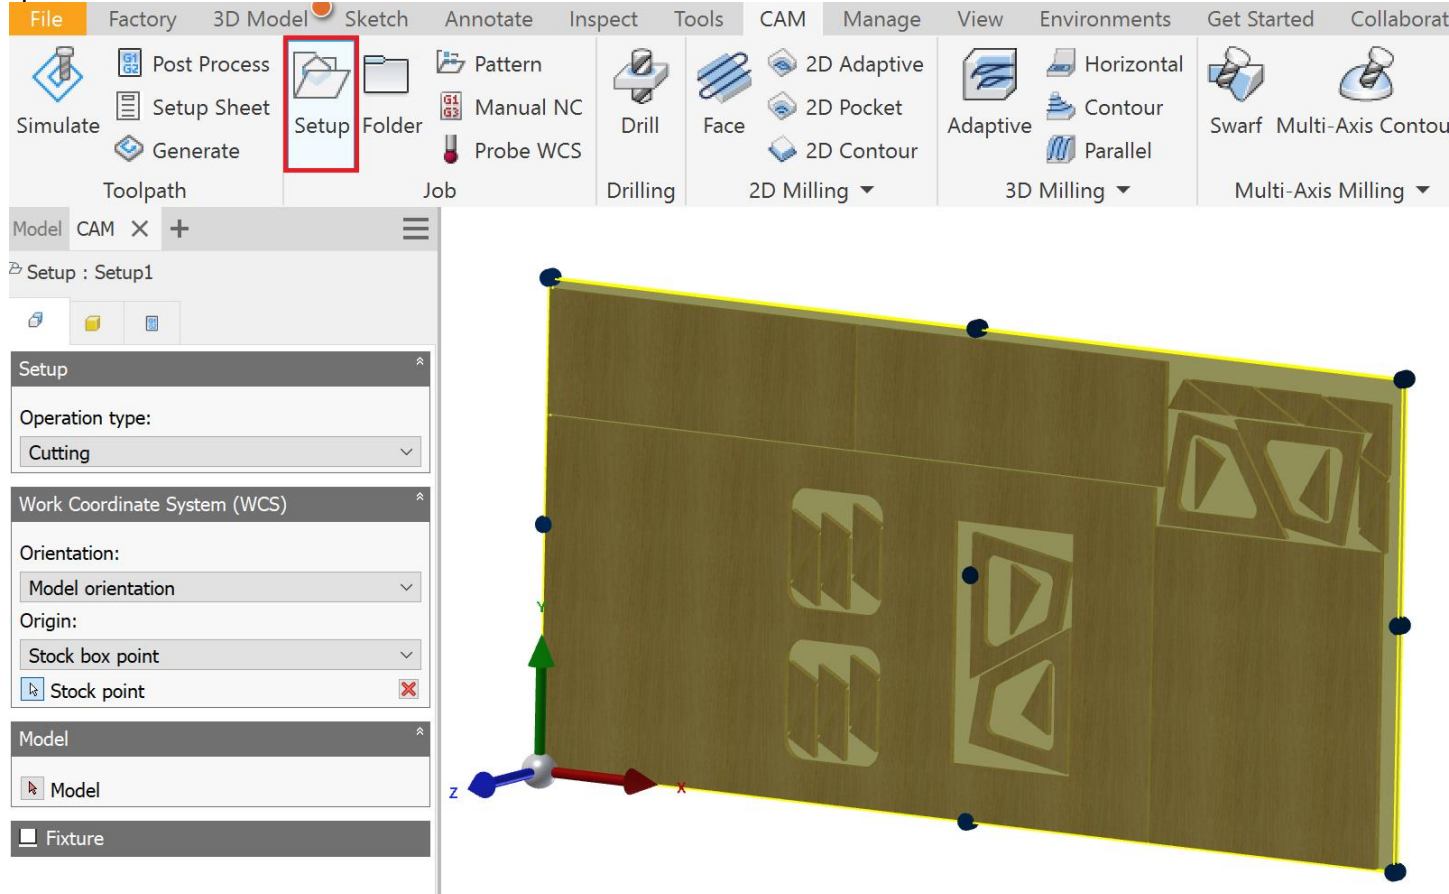 File Factory 3D Model Sketch Annotate Inspect Tools CAM Manage View Environments Get Started Collaborat
Simulate
G1 G2 Post Process
Setup Sheet
Generate
Toolpath
Setup Folder
Pattern
G1 G3 Manual NC
Probe WCS
Job
Drill
Drilling
Face
2D Adaptive
2D Pocket
2D Contour
2D Milling
Adaptive
Horizontal
Contour
Parallel
3D Milling
Swarf Multi-Axis Contou
Multi-Axis Milling
Model CAM
Setup : Setup1
Setup
Operation type:
Cutting
Work Coordinate System (WCS)
Orientation:
Model orientation
Origin:
Stock box point
Stock point
Model
Model
Fixture
Y
X
Z